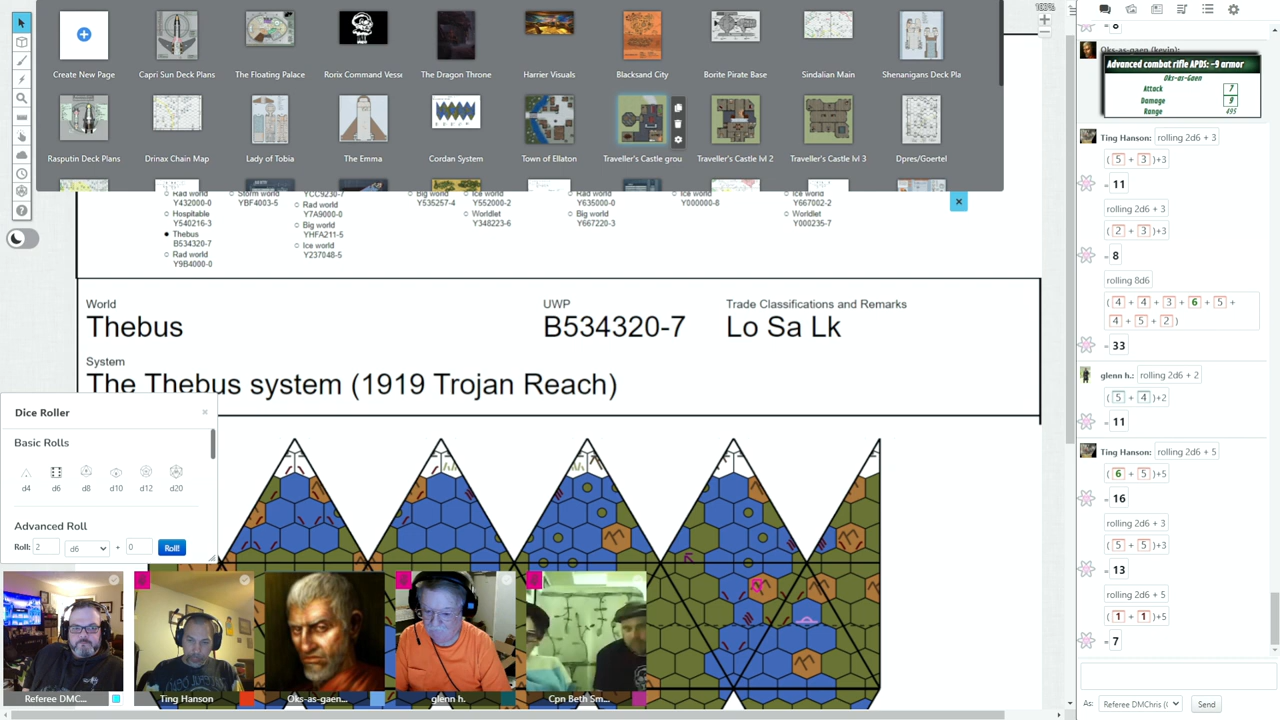 100%
Create New Page
Capri Sun Deck Plans
The Floating Palace
Rorix Command Vesse
The Dragon Throne
Harrier Visuals
Blacksand City
Borite Pirate Base
Sindalian Main
Shenanigans Deck Pla
Rasputin Deck Plans
Drinax Chain Map
Lady of Tobia
The Emma
Cordan System
Town of Ellaton
Traveller's Castle grou
Traveller's Castle lvl 2
Traveller's Castle lvl 3
Dpres/Goertel
Rad world
Y432000-0
Hospitable
Y540216-3
Thebus
B534320-7
Rad world
Y9B4000-0
Storm world
YBF4003-5
YCC9230-7
Rad world
Y7A9000-0
Big world
YHFA211-5
Ice world
Y237048-5
Big world
Y535257-4
Ice world
Y552000-2
Worldlet
Y348223-6
Rad world
Y635000-0
Big world
Y667220-3
Ice world
Y000000-8
Ice world
Y667002-2
Worldlet
Y000235-7
World
Thebus
UWP
B534320-7
Trade Classifications and Remarks
Lo Sa Lk
System
The Thebus system (1919 Trojan Reach)
Dice Roller
Basic Rolls
d4 d6 d8 d10 d12 d20
Advanced Roll
Roll: 2 d6 + 0 Roll!
Referee DMC...
Ting Hanson
Oks-as-gaen...
glenn h.
Cpn Beth Sm...
Oks-as-gaen (kevin):
Advanced combat rifle APDS: -9 armor
Oks-as-Gaen
Attack 7
Damage 9
Range 495
Ting Hanson: rolling 2d6 + 3
(5 + 3)+3
= 11
rolling 2d6 + 3
(2 + 3)+3
= 8
rolling 8d6
(4 + 4 + 3 + 6 + 5 +
4 + 5 + 2)
= 33
glenn h.: rolling 2d6 + 2
(5 + 4)+2
= 11
Ting Hanson: rolling 2d6 + 5
(6 + 5)+5
= 16
rolling 2d6 + 3
(5 + 5)+3
= 13
rolling 2d6 + 5
(1 + 1)+5
= 7
As: Referee DMChris (
Send